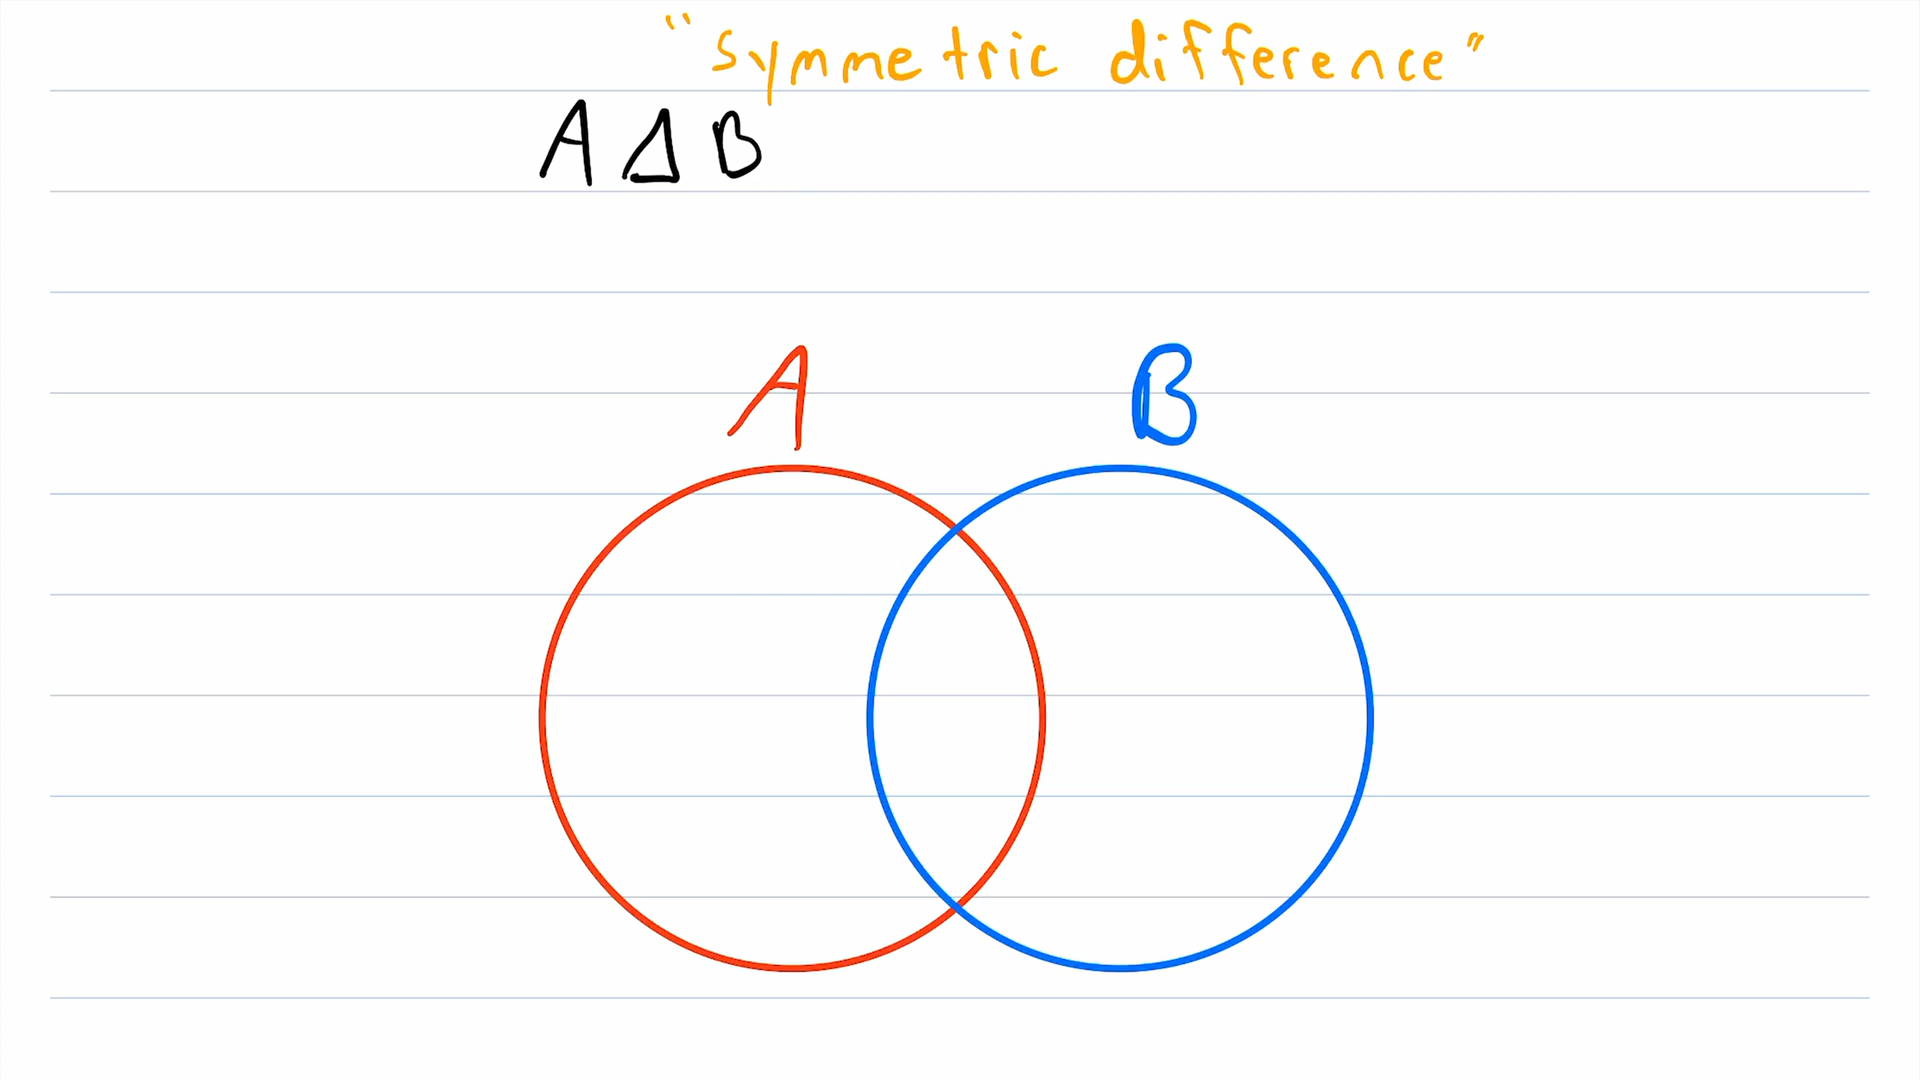 "symmetric difference"
A Δ B
A B